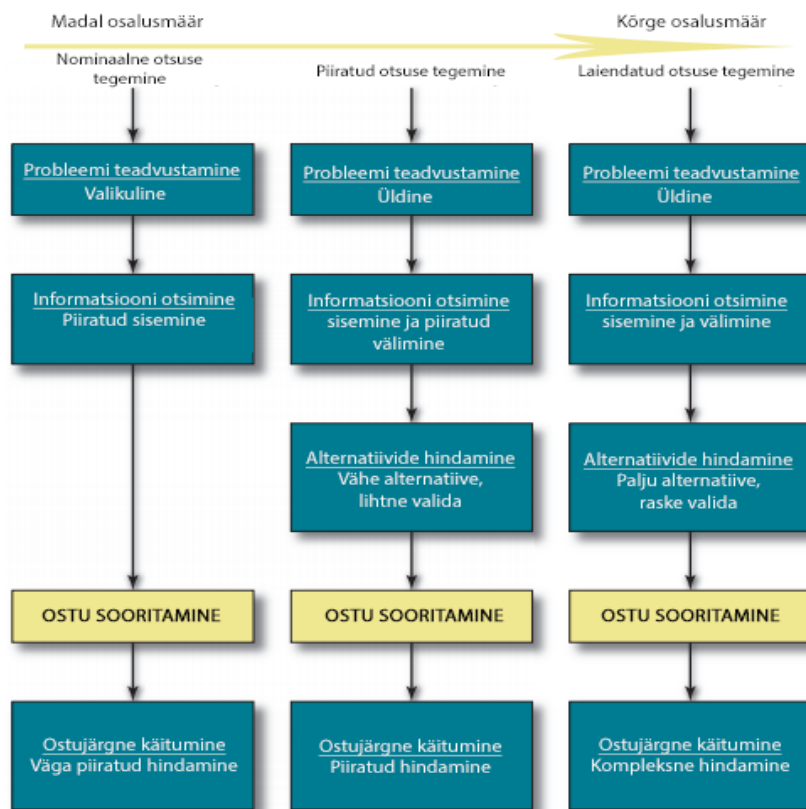 Madal osalusmäär
Kõrge osalusmäär
Nominaalne otsuse
tegemine
Piiratud otsuse tegemine
Laiendatud otsuse tegemine
Probleemi teadvustamine
Valikuline
Probleemi teadvustamine
Üldine
Probleemi teadvustamine
Üldine
Informatsiooni otsimine
Piiratud sisemine
Informatsiooni otsimine
sisemine ja piiratud
välimine
Informatsiooni otsimine
sisemine ja välimine
Alternatiivide hindamine
Vähe alternatiive,
lihtne valida
Alternatiivide hindamine
Palju alternatiive,
raske valida
OSTU SOORITAMINE
OSTU SOORITAMINE
OSTU SOORITAMINE
Ostujärgne käitumine
Väga piiratud hindamine
Ostujärgne käitumine
Piiratud hindamine
Ostujärgne käitumine
Kompleksne hindamine